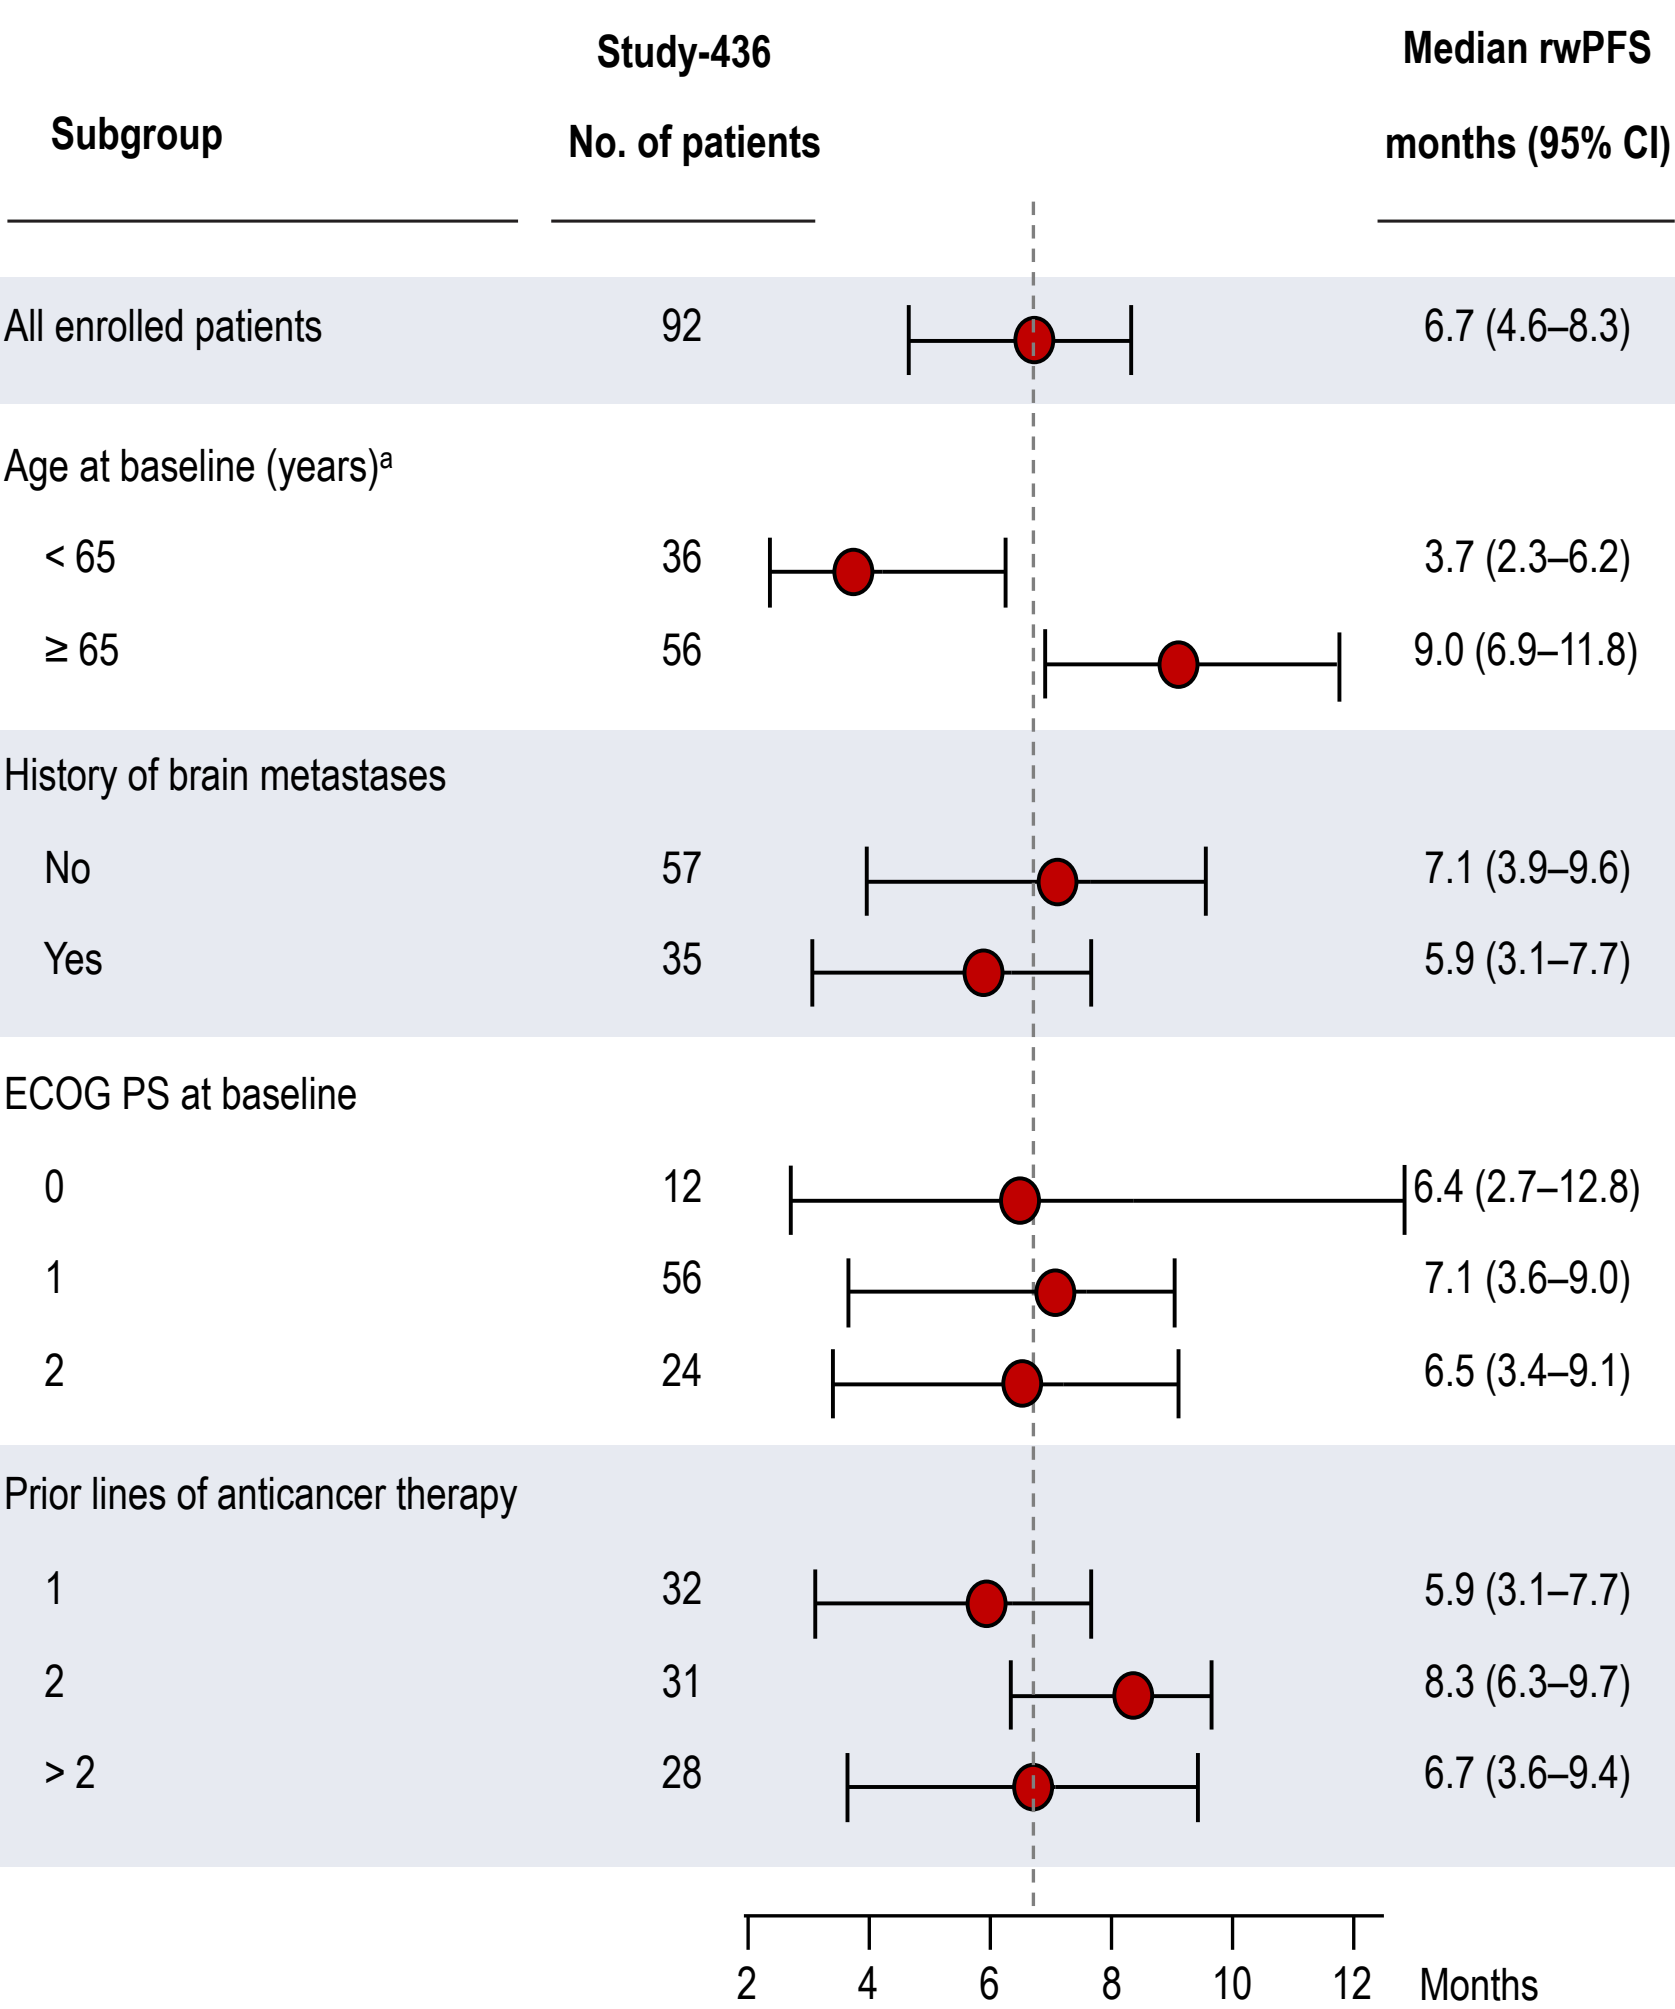 Study-436 Median rwPFS
Subgroup No. of patients months (95% CI)
All enrolled patients 92 6.7 (4.6–8.3)
Age at baseline (years)ᵃ
< 65 36 3.7 (2.3–6.2)
≥ 65 56 9.0 (6.9–11.8)
History of brain metastases
No 57 7.1 (3.9–9.6)
Yes 35 5.9 (3.1–7.7)
ECOG PS at baseline
0 12 6.4 (2.7–12.8)
1 56 7.1 (3.6–9.0)
2 24 6.5 (3.4–9.1)
Prior lines of anticancer therapy
1 32 5.9 (3.1–7.7)
2 31 8.3 (6.3–9.7)
> 2 28 6.7 (3.6–9.4)
2 4 6 8 10 12 Months